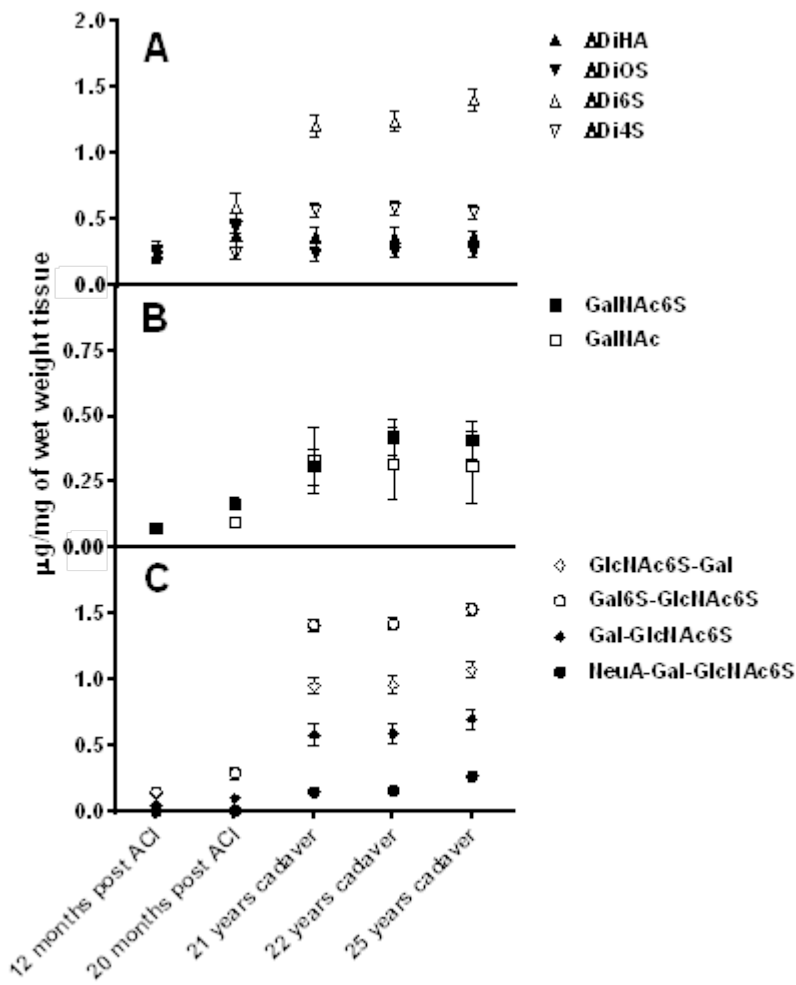 A
2.0
1.5
1.0
0.5
0.0
ΔDiHA
ΔDiOS
ΔDi6S
ΔDi4S
B
0.75
0.50
0.25
0.00
GalNAc6S
GalNAc
µg/mg of wet weight tissue
C
1.5
1.0
0.5
0.0
GlcNAc6S-Gal
Gal6S-GlcNAc6S
Gal-GlcNAc6S
NeuA-Gal-GlcNAc6S
12 months post ACI
20 months post ACI
21 years cadaver
22 years cadaver
25 years cadaver